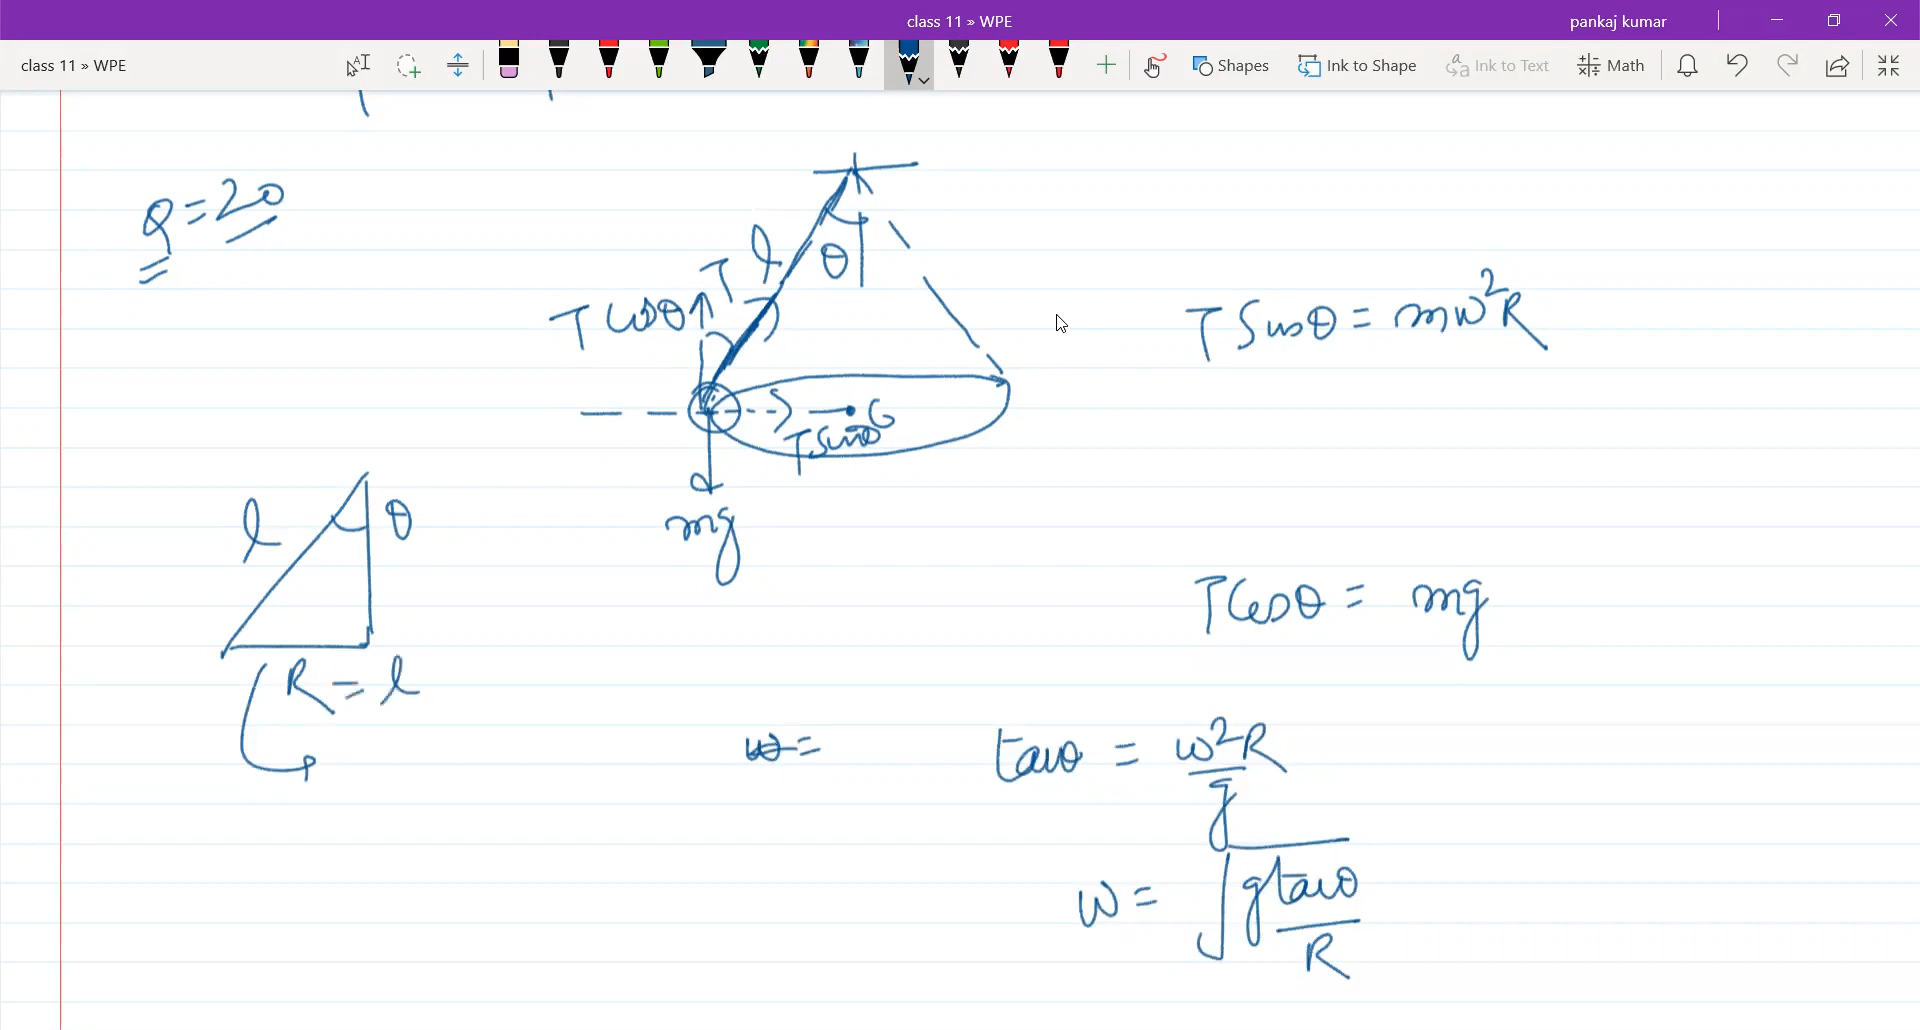 class 11 » WPE
pankaj kumar
class 11 » WPE
Shapes
Ink to Shape
Ink to Text
Math
Q = 20
l
θ
T
T Cosθ
T Sinθ
C
mg
T Sinθ = mω²R
l
θ
R = l
T Cosθ = mg
ω =
tanθ = ω²R / g
ω = √(g tanθ / R)